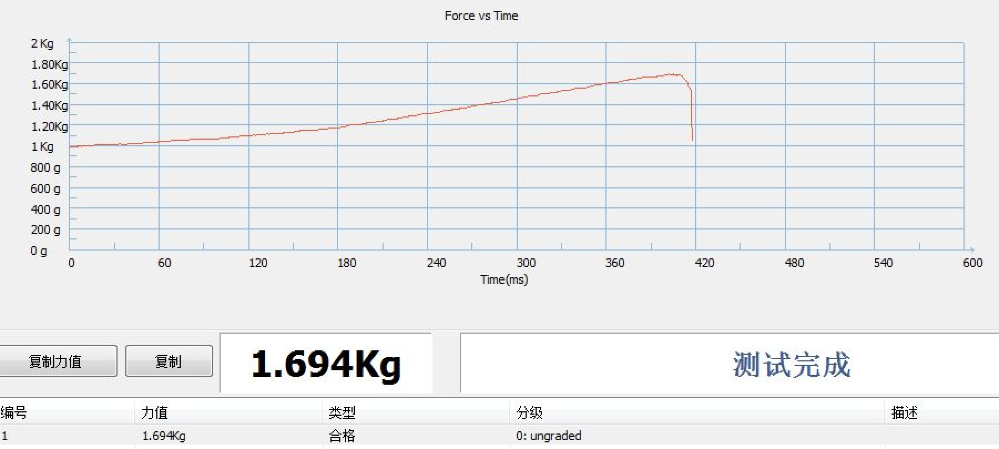 Force vs Time
2 Kg
1.80Kg
1.60Kg
1.40Kg
1.20Kg
1 Kg
800 g
600 g
400 g
200 g
0 g
0 60 120 180 240 300 360 420 480 540 600
Time(ms)
复制力值 复制 1.694Kg 测试完成
编号 力值 类型 分级 描述
1 1.694Kg 合格 0: ungraded